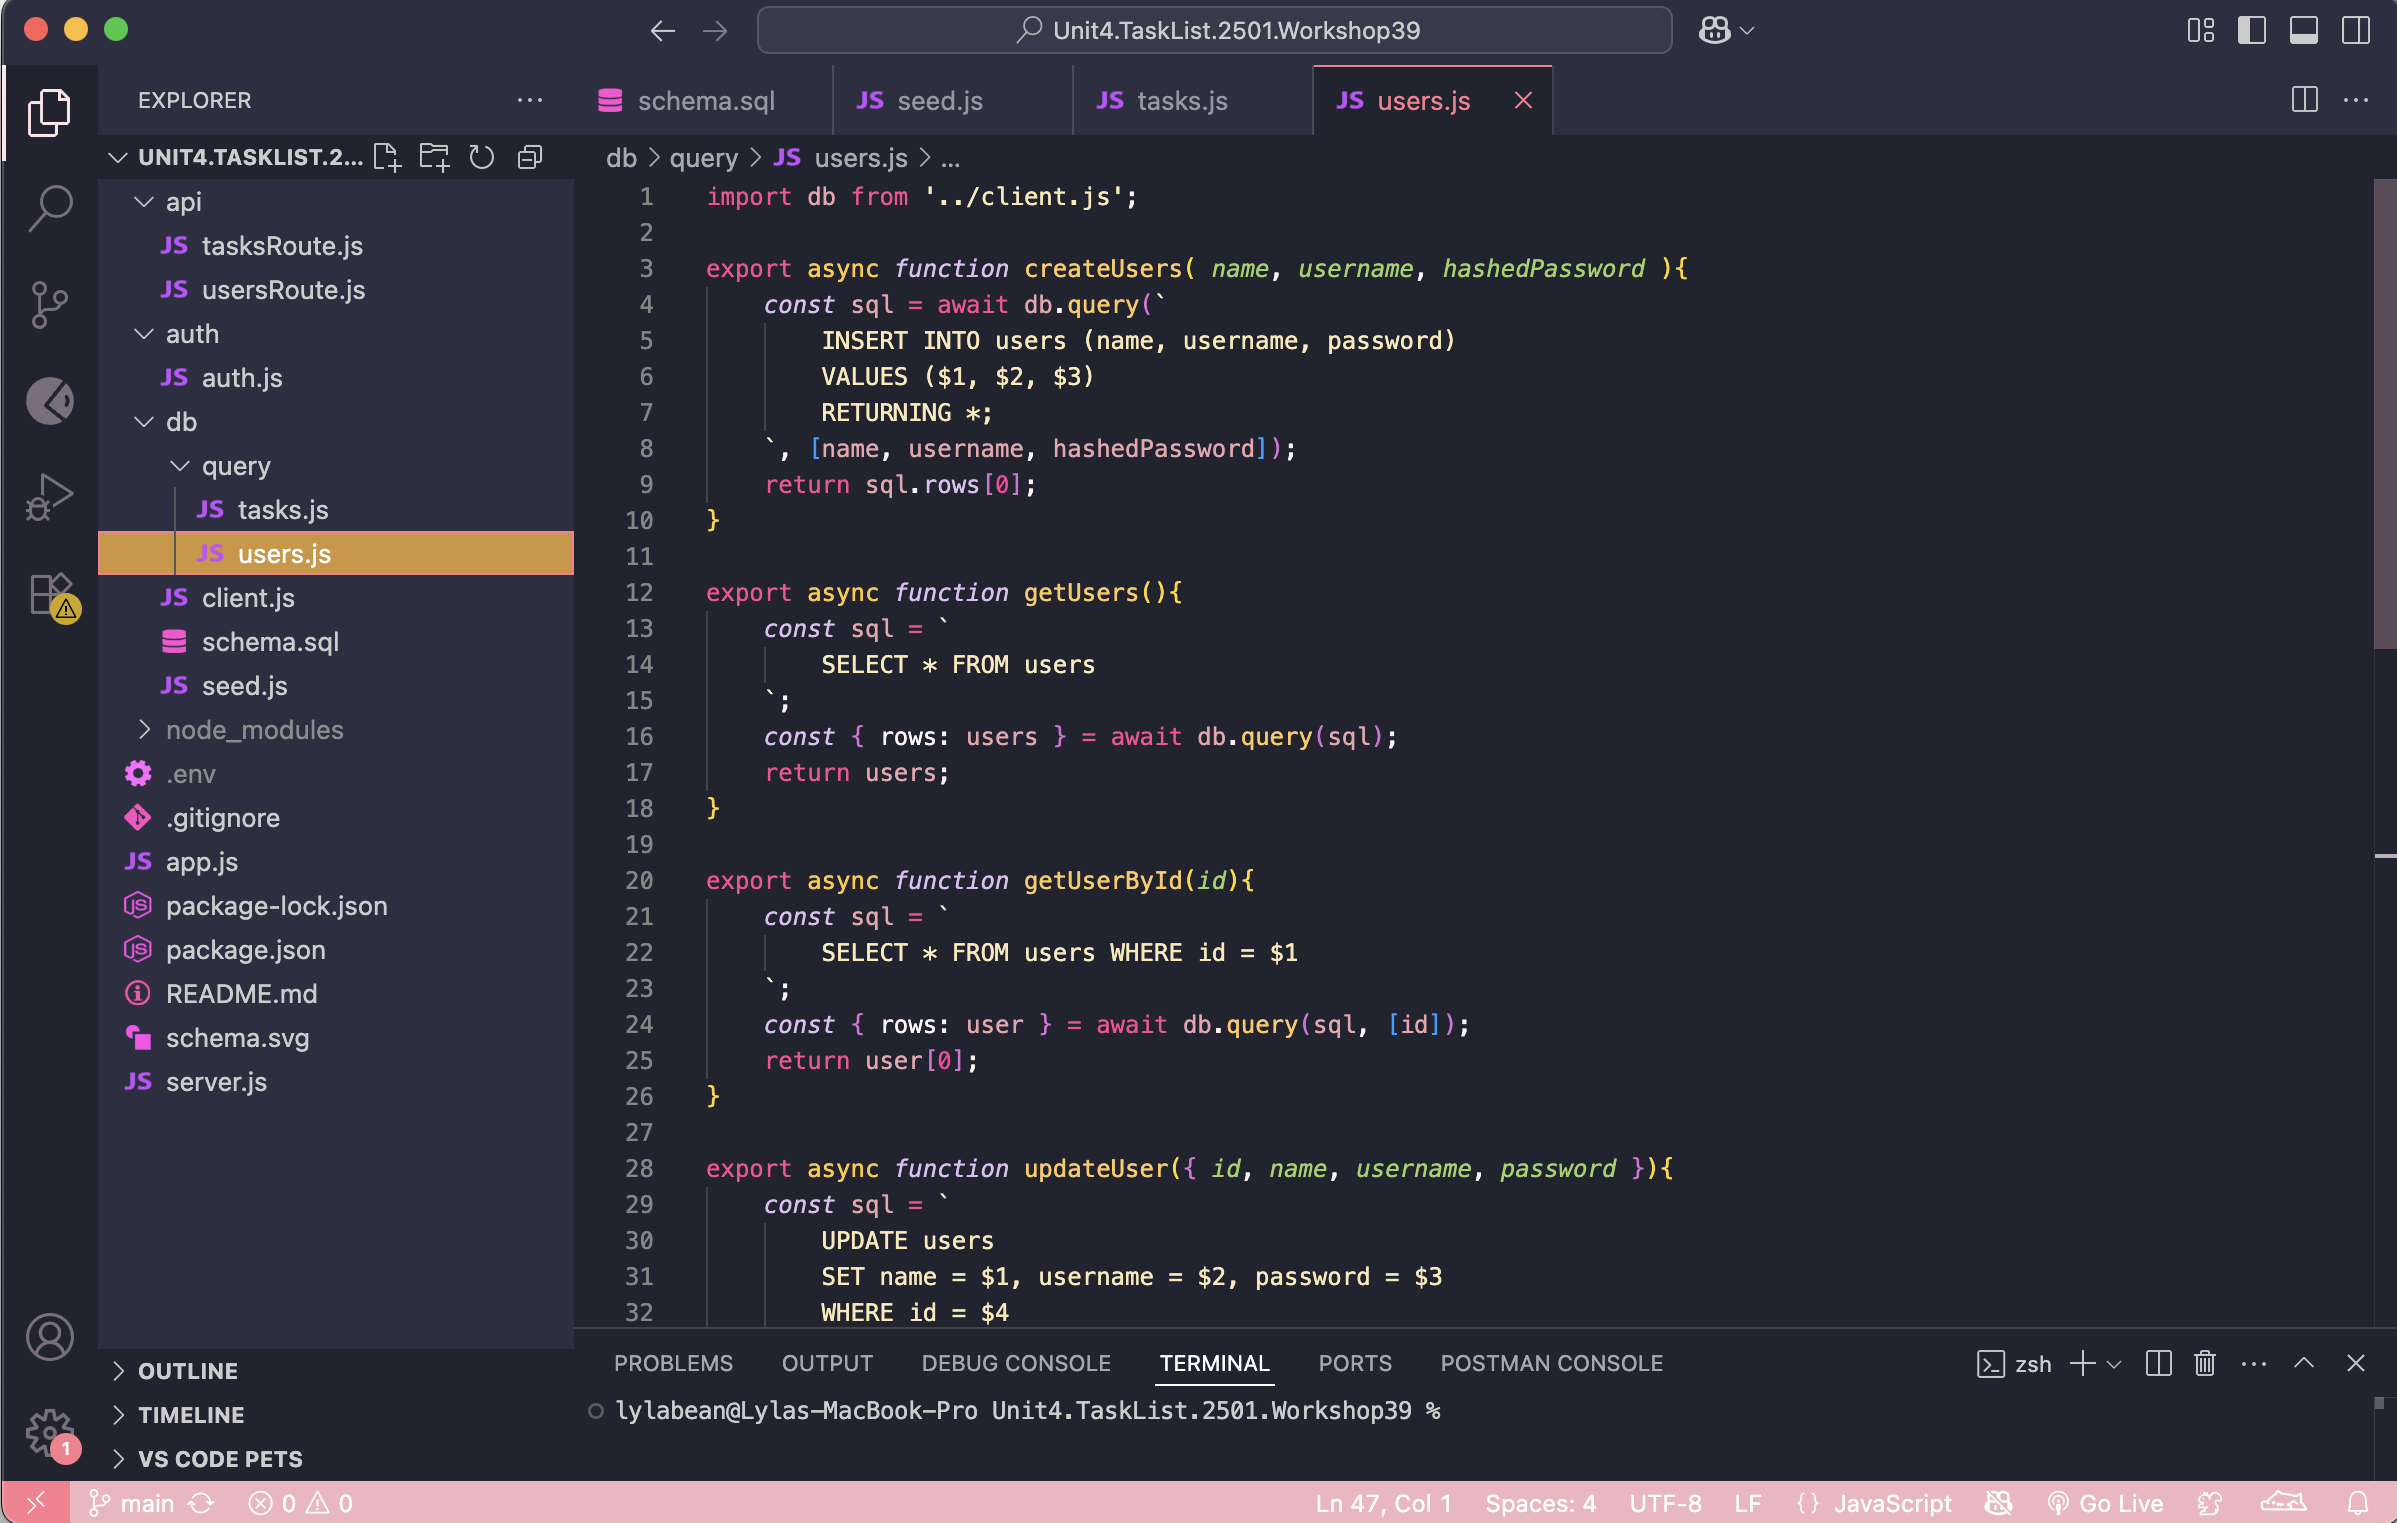 Unit4.TaskList.2501.Workshop39
EXPLORER
schema.sql
JS seed.js
JS tasks.js
JS users.js
UNIT4.TASKLIST.2...
db > query > JS users.js > ...
api
JS tasksRoute.js
JS usersRoute.js
auth
JS auth.js
db
query
JS tasks.js
JS users.js
JS client.js
schema.sql
JS seed.js
node_modules
.env
.gitignore
JS app.js
package-lock.json
package.json
README.md
schema.svg
JS server.js
OUTLINE
TIMELINE
VS CODE PETS
1 import db from '../client.js';
2
3 export async function createUsers( name, username, hashedPassword ){
4     const sql = await db.query(`
5         INSERT INTO users (name, username, password)
6         VALUES ($1, $2, $3)
7         RETURNING *;
8     `, [name, username, hashedPassword]);
9     return sql.rows[0];
10 }
11
12 export async function getUsers(){
13     const sql = `
14         SELECT * FROM users
15     `;
16     const { rows: users } = await db.query(sql);
17     return users;
18 }
19
20 export async function getUserById(id){
21     const sql = `
22         SELECT * FROM users WHERE id = $1
23     `;
24     const { rows: user } = await db.query(sql, [id]);
25     return user[0];
26 }
27
28 export async function updateUser({ id, name, username, password }){
29     const sql = `
30         UPDATE users
31         SET name = $1, username = $2, password = $3
32         WHERE id = $4
PROBLEMS OUTPUT DEBUG CONSOLE TERMINAL PORTS POSTMAN CONSOLE
zsh
lylabean@Lylas-MacBook-Pro Unit4.TaskList.2501.Workshop39 %
1
main 0 0
Ln 47, Col 1 Spaces: 4 UTF-8 LF {} JavaScript Go Live